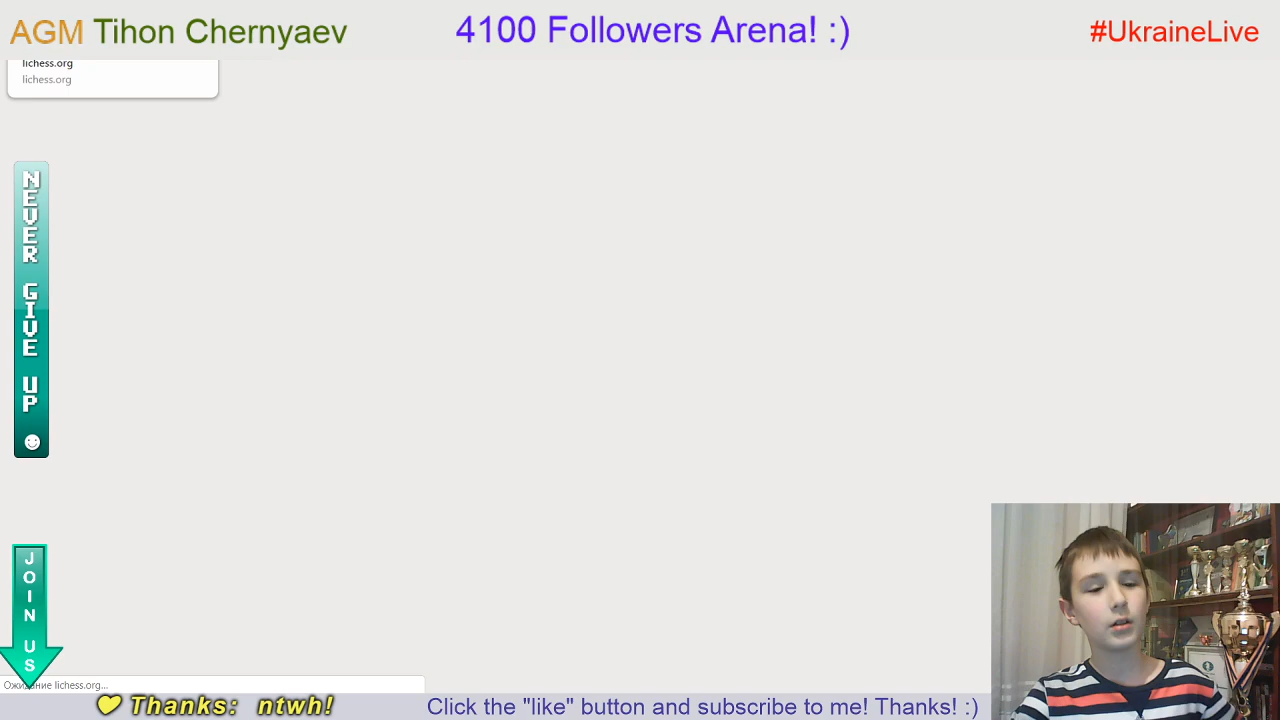 AGM Tihon Chernyaev
4100 Followers Arena! :)
#UkraineLive
lichess.org
lichess.org
NEVER GIVE UP
JOIN US
Ожидание lichess.org...
Thanks: ntwh!
Click the "like" button and subscribe to me! Thanks! :)